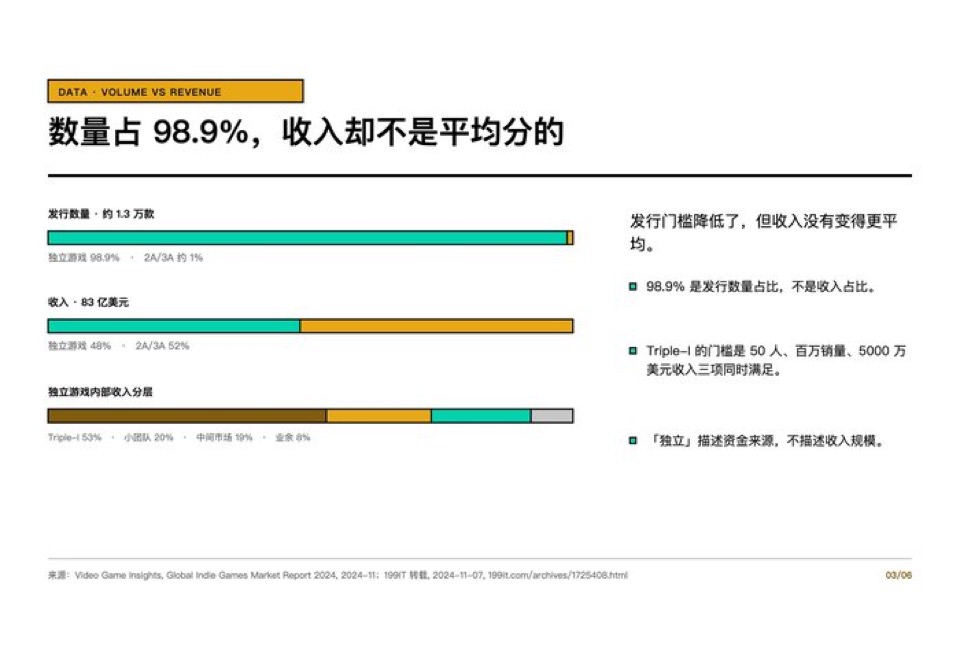 DATA · VOLUME VS REVENUE
数量占 98.9%，收入却不是平均分的
发行数量 · 约 1.3 万款
独立游戏 98.9% · 2A/3A 约 1%
收入 · 83 亿美元
独立游戏 48% · 2A/3A 52%
独立游戏内部收入分层
Triple-I 53% · 小团队 20% · 中间市场 19% · 业余 8%
发行门槛降低了，但收入没有变得更平
均。
98.9% 是发行数量占比，不是收入占比。
Triple-I 的门槛是 50 人、百万销量、5000 万
美元收入三项同时满足。
「独立」描述资金来源，不描述收入规模。
来源：Video Game Insights, Global Indie Games Market Report 2024, 2024-11；199IT 转载, 2024-11-07, 199it.com/archives/1725408.html
03/06